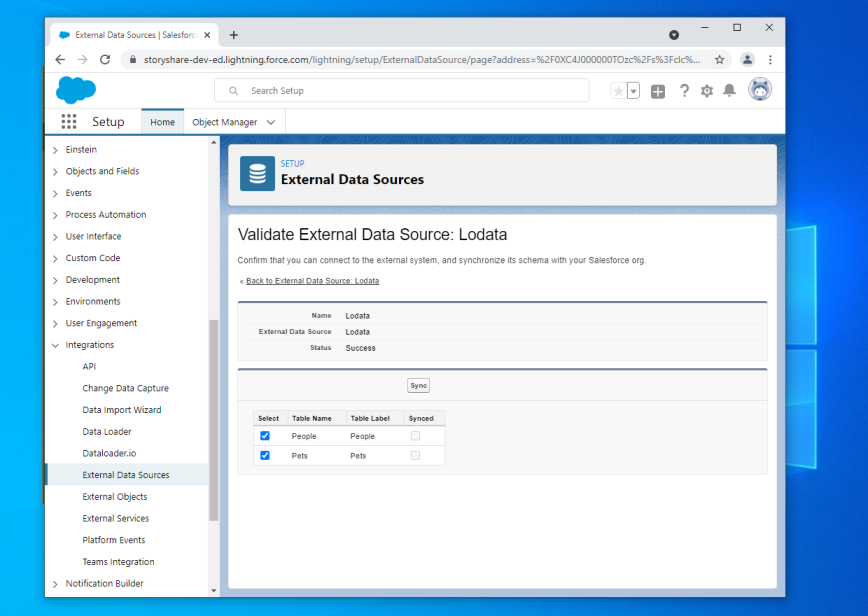 External Data Sources | Salesforc
storyshare-dev-ed.lightning.force.com/lightning/setup/ExternalDataSource/page?address=%2F0XC4J000000TOzc%2Fs%3Fclc%...
Search Setup
Setup
Home
Object Manager
Einstein
Objects and Fields
Events
Process Automation
User Interface
Custom Code
Development
Environments
User Engagement
Integrations
API
Change Data Capture
Data Import Wizard
Data Loader
Dataloader.io
External Data Sources
External Objects
External Services
Platform Events
Teams Integration
Notification Builder
SETUP
External Data Sources
Validate External Data Source: Lodata
Confirm that you can connect to the external system, and synchronize its schema with your Salesforce org.
« Back to External Data Source: Lodata
Name Lodata
External Data Source Lodata
Status Success
Sync
Select Table Name Table Label Synced
People People
Pets Pets